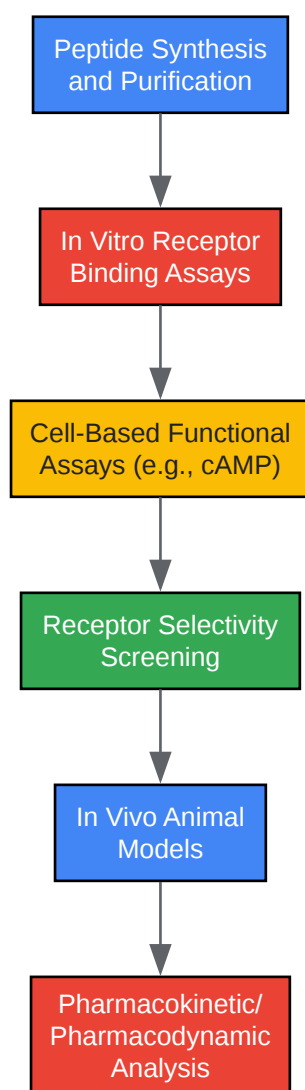 Peptide Synthesis
and Purification
In Vitro Receptor
Binding Assays
Cell-Based Functional
Assays (e.g., cAMP)
Receptor Selectivity
Screening
In Vivo Animal
Models
Pharmacokinetic/
Pharmacodynamic
Analysis